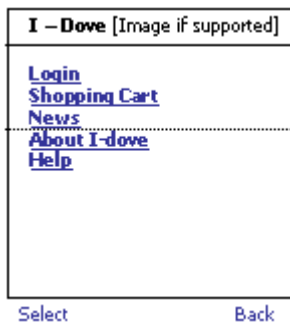 I – Dove [Image if supported]
Login
Shopping Cart
News
About I-dove
Help
Select Back